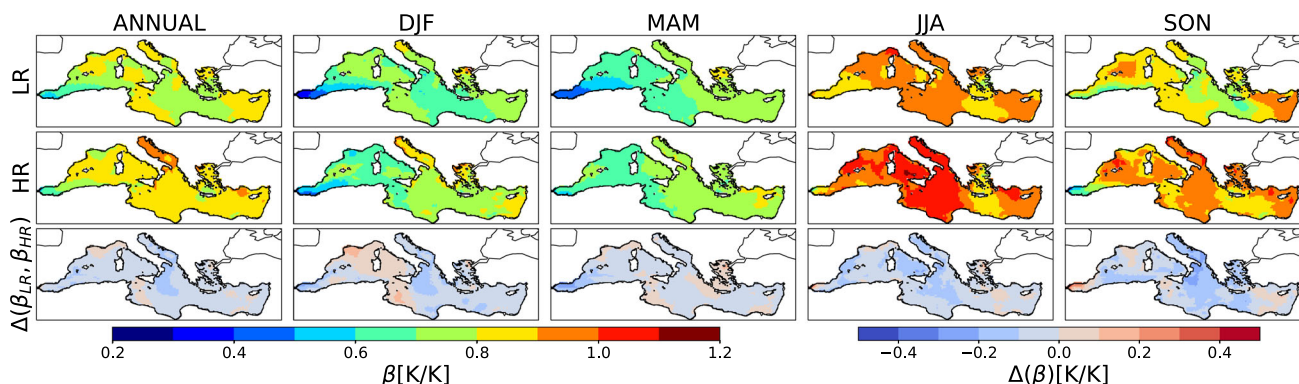 ANNUAL DJF MAM JJA SON
LR
HR
Δ(β_LR, β_HR)
0.2 0.4 0.6 0.8 1.0 1.2 −0.4 −0.2 0.0 0.2 0.4
β[K/K] Δ(β)[K/K]